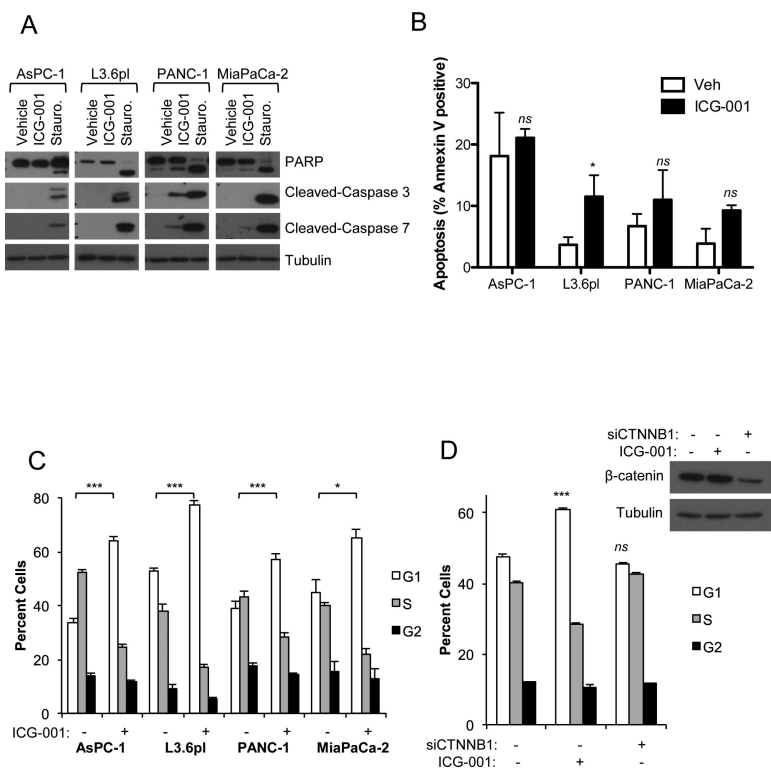 A
AsPC-1 L3.6pl PANC-1 MiaPaCa-2
Vehicle ICG-001 Stauro. Vehicle ICG-001 Stauro. Vehicle ICG-001 Stauro. Vehicle ICG-001 Stauro.
PARP
Cleaved-Caspase 3
Cleaved-Caspase 7
Tubulin
B
Apoptosis (% Annexin V positive)
30
20
10
0
Veh
ICG-001
ns * ns ns
AsPC-1 L3.6pl PANC-1 MiaPaCa-2
C
Percent Cells
80
60
40
20
0
*** *** *** *
G1
S
G2
ICG-001: - + - + - + - +
AsPC-1 L3.6pl PANC-1 MiaPaCa-2
D
siCTNNB1: - - +
ICG-001: - + -
β-catenin
Tubulin
Percent Cells
60
40
20
0
*** ns
G1
S
G2
siCTNNB1: - - +
ICG-001: - + -